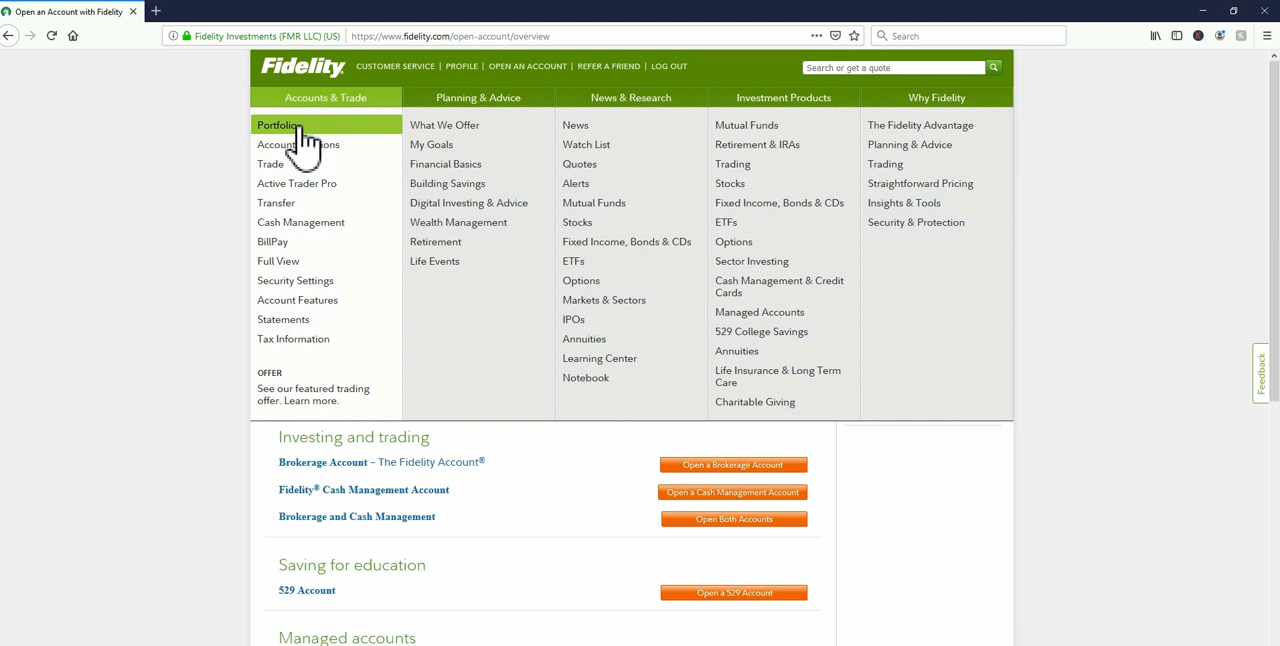 Open an Account with Fidelity
Fidelity Investments (FMR LLC) (US) https://www.fidelity.com/open-account/overview
Search
Fidelity
CUSTOMER SERVICE | PROFILE | OPEN AN ACCOUNT | REFER A FRIEND | LOG OUT
Search or get a quote
Accounts & Trade Planning & Advice News & Research Investment Products Why Fidelity
Portfolio
Trade
Active Trader Pro
Transfer
Cash Management
BillPay
Full View
Security Settings
Account Features
Statements
Tax Information
OFFER
See our featured trading
offer. Learn more.
What We Offer
My Goals
Financial Basics
Building Savings
Digital Investing & Advice
Wealth Management
Retirement
Life Events
News
Watch List
Quotes
Alerts
Mutual Funds
Stocks
Fixed Income, Bonds & CDs
ETFs
Options
Markets & Sectors
IPOs
Annuities
Learning Center
Notebook
Mutual Funds
Retirement & IRAs
Trading
Stocks
Fixed Income, Bonds & CDs
ETFs
Options
Sector Investing
Cash Management & Credit
Cards
Managed Accounts
529 College Savings
Annuities
Life Insurance & Long Term
Care
Charitable Giving
The Fidelity Advantage
Planning & Advice
Trading
Straightforward Pricing
Insights & Tools
Security & Protection
Feedback
Investing and trading
Brokerage Account – The Fidelity Account® Open a Brokerage Account
Fidelity® Cash Management Account Open a Cash Management Account
Brokerage and Cash Management Open Both Accounts
Saving for education
529 Account Open a 529 Account
Managed accounts